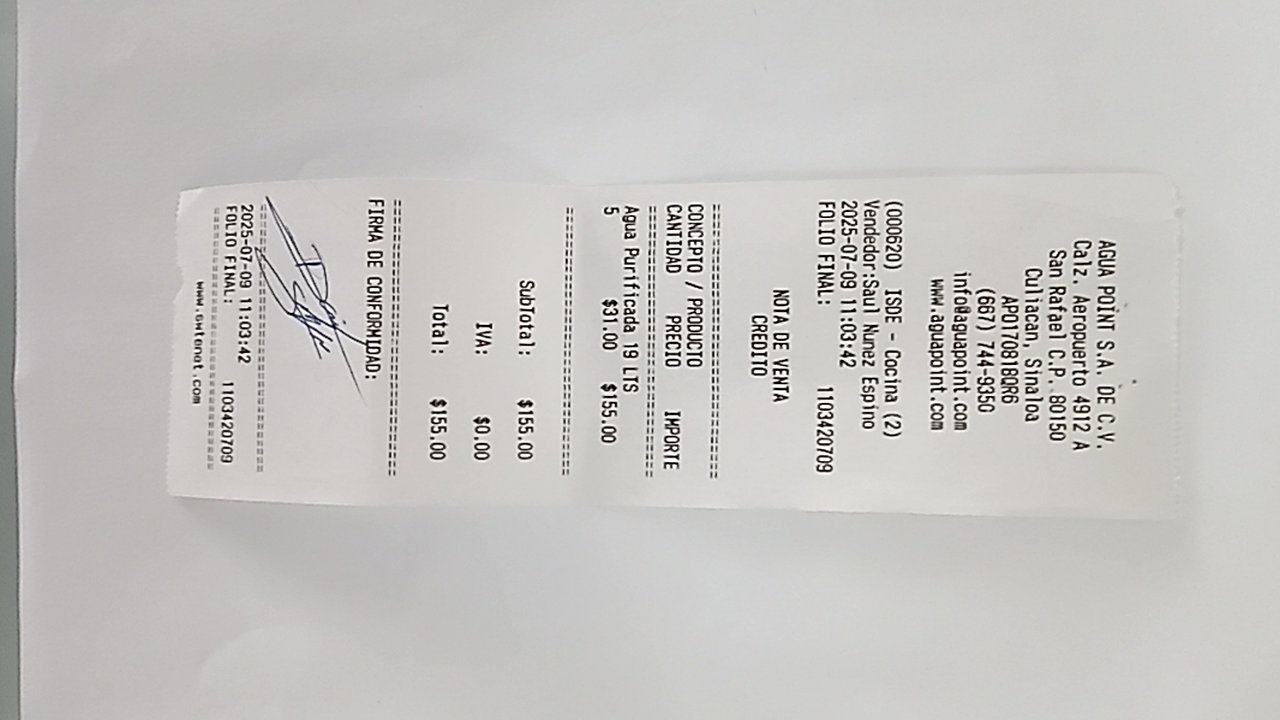 AGUA POINT S.A. DE C.V.
Calz. Aeropuerto 4912 A
San Rafael C.P. 80150
Culiacan, Sinaloa
APO170818QR6
(667) 744-9350
info@aguapoint.com
www.aguapoint.com
(000620) ISDE - Cocina (2)
Vendedor:Saul Nunez Espino
2025-07-09 11:03:42
FOLIO FINAL: 1103420709
NOTA DE VENTA
CREDITO
================================
CONCEPTO / PRODUCTO
CANTIDAD PRECIO IMPORTE
================================
Agua Purificada 19 LTS
5 $31.00 $155.00
================================
SubTotal: $155.00
IVA: $0.00
Total: $155.00
================================
FIRMA DE CONFORMIDAD:
================================
2025-07-09 11:03:42
FOLIO FINAL: 1103420709
================================
www.swtenet.com